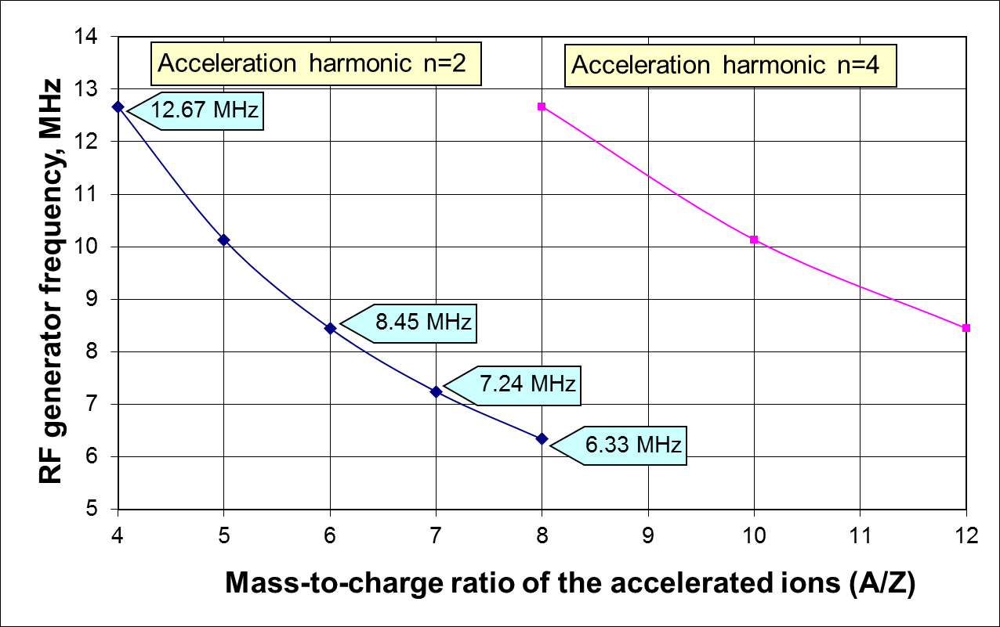 Acceleration harmonic n=2
Acceleration harmonic n=4
12.67 MHz
8.45 MHz
7.24 MHz
6.33 MHz
RF generator frequency, MHz
14
13
12
11
10
9
8
7
6
5
4 5 6 7 8 9 10 11 12
Mass-to-charge ratio of the accelerated ions (A/Z)